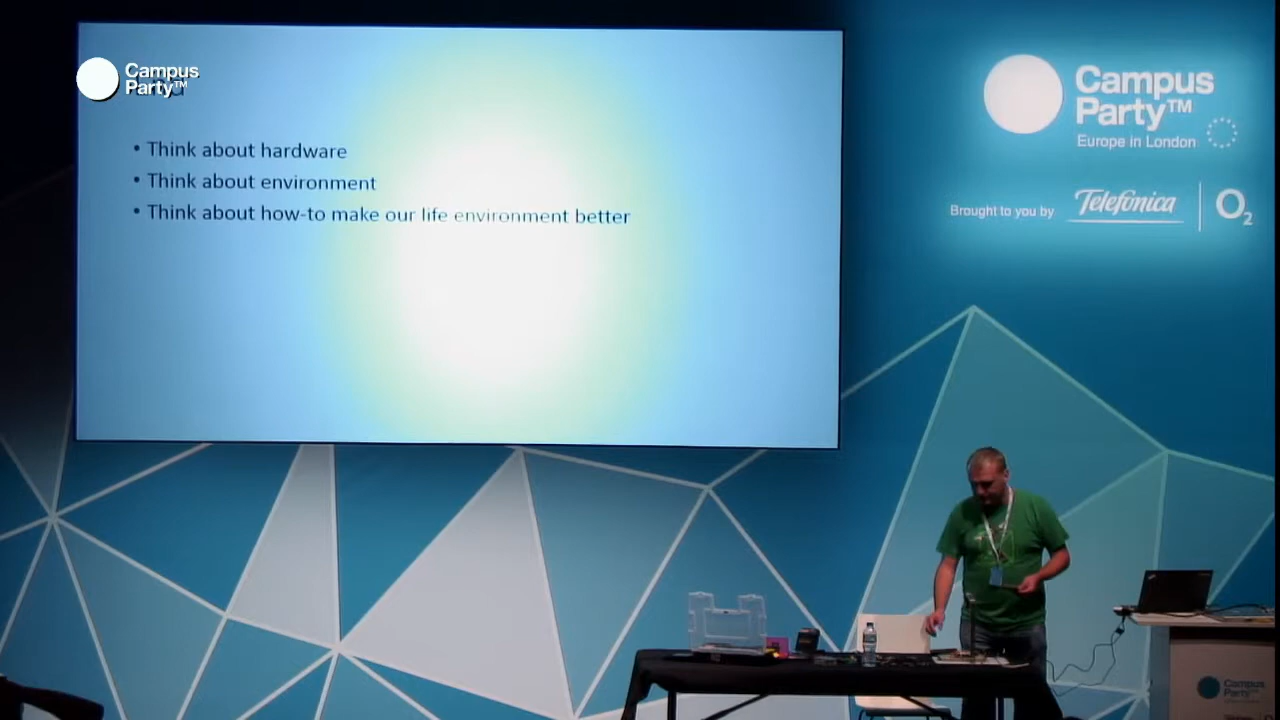 Campus
Party™
• Think about hardware
• Think about environment
• Think about how-to make our life environment better
Campus
Party™
Europe in London
Brought to you by
Telefónica
O2
Campus
Party